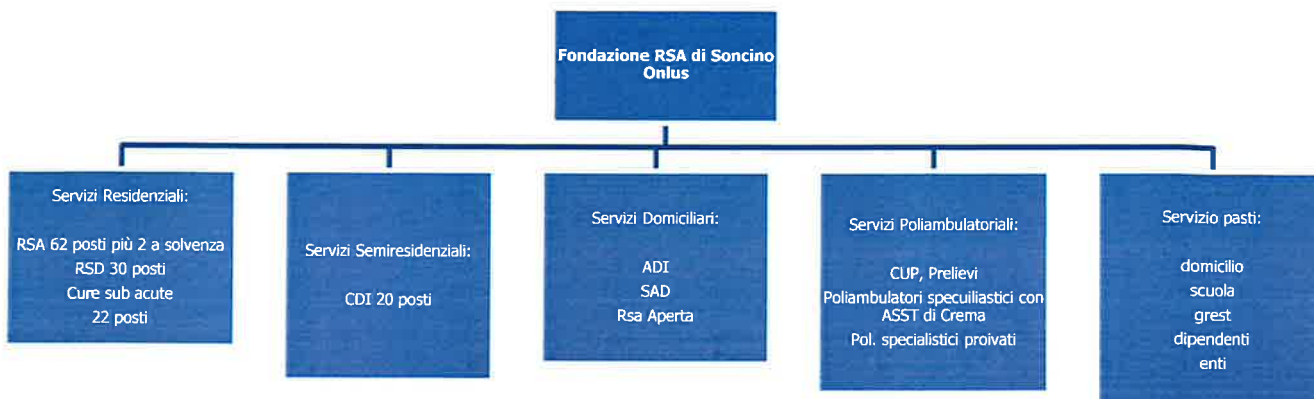 Fondazione RSA di Soncino
Onlus
Servizi Residenziali:
RSA 62 posti più 2 a solvenza
RSD 30 posti
Cure sub acute
22 posti
Servizi Semiresidenziali:
CDI 20 posti
Servizi Domiciliari:
ADI
SAD
Rsa Aperta
Servizi Poliambulatoriali:
CUP, Prelievi
Poliambulatori specuiliastici con
ASST di Crema
Pol. specialistici proivati
Servizio pasti:
domicilio
scuola
grest
dipendenti
enti